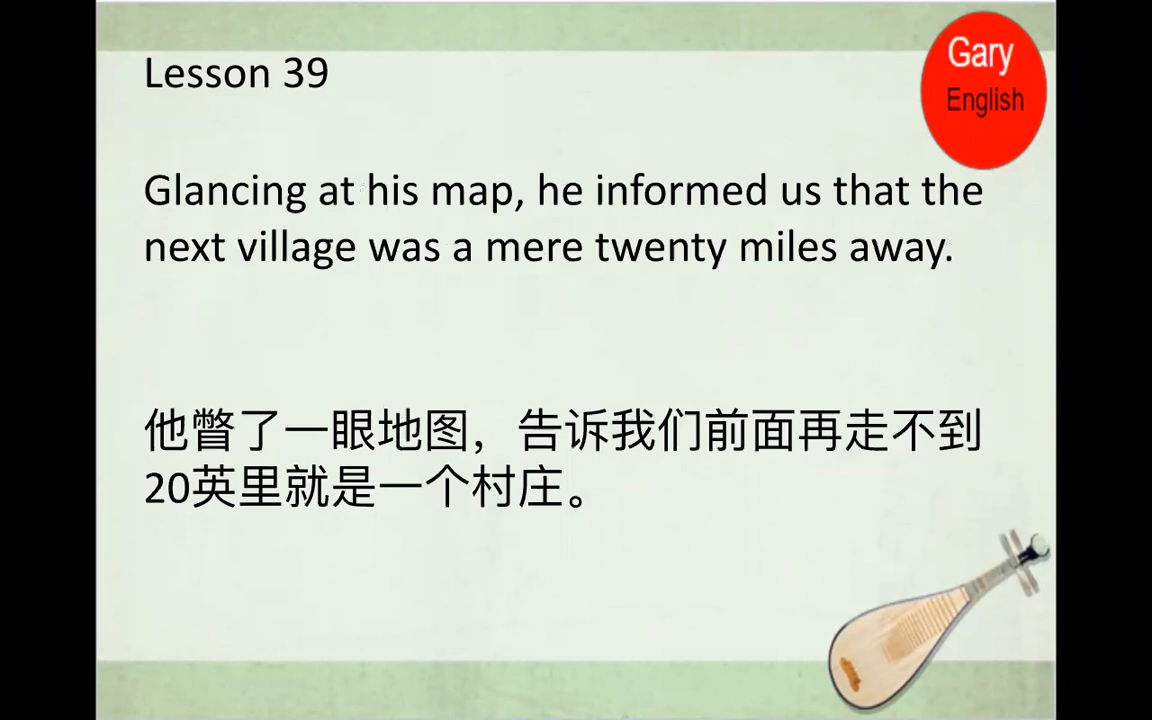 Lesson 39
Gary
English
Glancing at his map, he informed us that the
next village was a mere twenty miles away.
他瞥了一眼地图，告诉我们前面再走不到
20英里就是一个村庄。